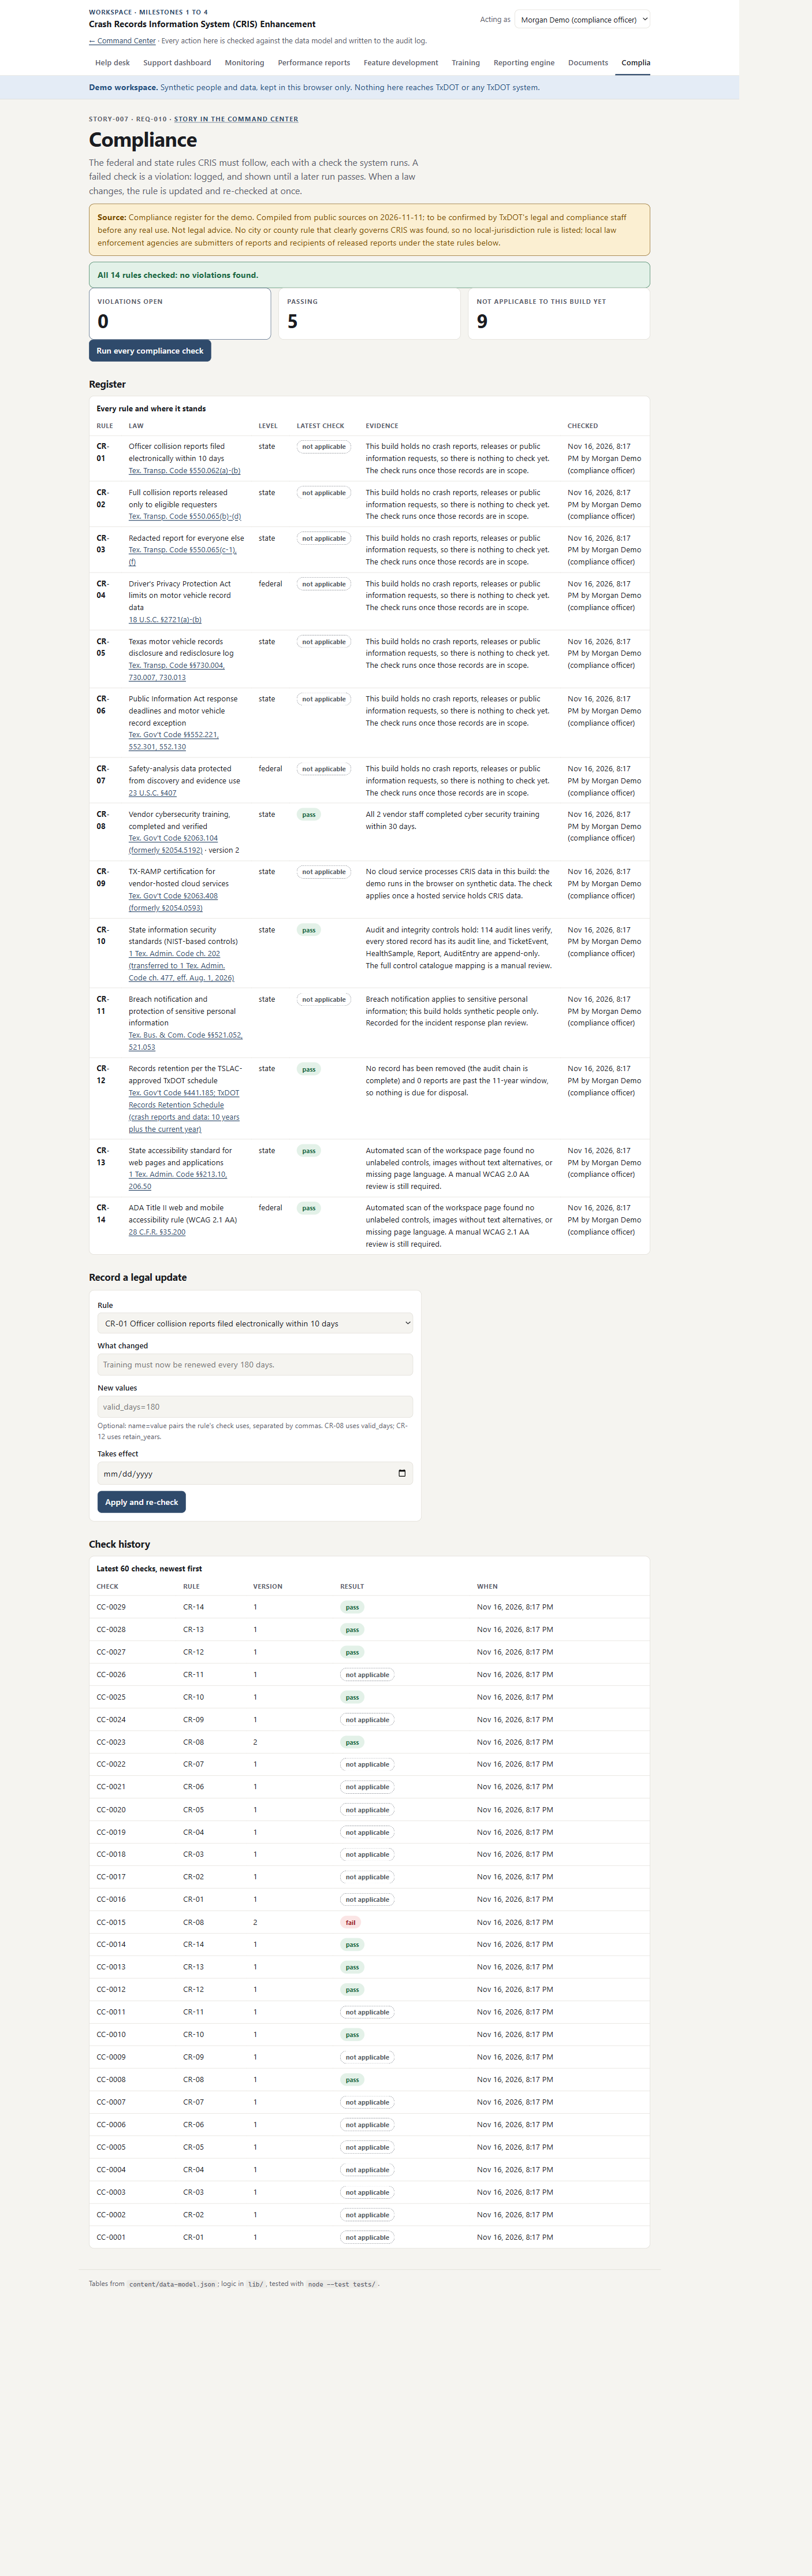 WORKSPACE · MILESTONES 1 TO 4
Crash Records Information System (CRIS) Enhancement
Acting as
Morgan Demo (compliance officer)
← Command Center · Every action here is checked against the data model and written to the audit log.
Help desk Support dashboard Monitoring Performance reports Feature development Training Reporting engine Documents Complia
Demo workspace. Synthetic people and data, kept in this browser only. Nothing here reaches TxDOT or any TxDOT system.
STORY-007 · REQ-010 · STORY IN THE COMMAND CENTER
Compliance
The federal and state rules CRIS must follow, each with a check the system runs. A
failed check is a violation: logged, and shown until a later run passes. When a law
changes, the rule is updated and re-checked at once.
Source: Compliance register for the demo. Compiled from public sources on 2026-11-11; to be confirmed by TxDOT's legal and compliance staff
before any real use. Not legal advice. No city or county rule that clearly governs CRIS was found, so no local-jurisdiction rule is listed; local law
enforcement agencies are submitters of reports and recipients of released reports under the state rules below.
All 14 rules checked: no violations found.
VIOLATIONS OPEN
0
PASSING
5
NOT APPLICABLE TO THIS BUILD YET
9
Run every compliance check
Register
Every rule and where it stands
RULE LAW LEVEL LATEST CHECK EVIDENCE CHECKED
CR-01 Officer collision reports filed electronically within 10 days Tex. Transp. Code §550.062(a)-(b) state not applicable This build holds no crash reports, releases or public information requests, so there is nothing to check yet. The check runs once those records are in scope. Nov 16, 2026, 8:17 PM by Morgan Demo (compliance officer)
CR-02 Full collision reports released only to eligible requesters Tex. Transp. Code §550.065(b)-(d) state not applicable This build holds no crash reports, releases or public information requests, so there is nothing to check yet. The check runs once those records are in scope. Nov 16, 2026, 8:17 PM by Morgan Demo (compliance officer)
CR-03 Redacted report for everyone else Tex. Transp. Code §550.065(c-1), (f) state not applicable This build holds no crash reports, releases or public information requests, so there is nothing to check yet. The check runs once those records are in scope. Nov 16, 2026, 8:17 PM by Morgan Demo (compliance officer)
CR-04 Driver's Privacy Protection Act limits on motor vehicle record data 18 U.S.C. §2721(a)-(b) federal not applicable This build holds no crash reports, releases or public information requests, so there is nothing to check yet. The check runs once those records are in scope. Nov 16, 2026, 8:17 PM by Morgan Demo (compliance officer)
CR-05 Texas motor vehicle records disclosure and redisclosure log Tex. Transp. Code §§730.004, 730.007, 730.013 state not applicable This build holds no crash reports, releases or public information requests, so there is nothing to check yet. The check runs once those records are in scope. Nov 16, 2026, 8:17 PM by Morgan Demo (compliance officer)
CR-06 Public Information Act response deadlines and motor vehicle record exception Tex. Gov't Code §§552.221, 552.301, 552.130 state not applicable This build holds no crash reports, releases or public information requests, so there is nothing to check yet. The check runs once those records are in scope. Nov 16, 2026, 8:17 PM by Morgan Demo (compliance officer)
CR-07 Safety-analysis data protected from discovery and evidence use 23 U.S.C. §407 federal not applicable This build holds no crash reports, releases or public information requests, so there is nothing to check yet. The check runs once those records are in scope. Nov 16, 2026, 8:17 PM by Morgan Demo (compliance officer)
CR-08 Vendor cybersecurity training, completed and verified Tex. Gov't Code §2063.104 (formerly §2054.5192) · version 2 state pass All 2 vendor staff completed cyber security training within 30 days. Nov 16, 2026, 8:17 PM by Morgan Demo (compliance officer)
CR-09 TX-RAMP certification for vendor-hosted cloud services Tex. Gov't Code §2063.408 (formerly §2054.0593) state not applicable No cloud service processes CRIS data in this build: the demo runs in the browser on synthetic data. The check applies once a hosted service holds CRIS data. Nov 16, 2026, 8:17 PM by Morgan Demo (compliance officer)
CR-10 State information security standards (NIST-based controls) 1 Tex. Admin. Code ch. 202 (transferred to 1 Tex. Admin. Code ch. 477, eff. Aug. 1, 2026) state pass Audit and integrity controls hold: 114 audit lines verify, every stored record has its audit line, and TicketEvent, HealthSample, Report, AuditEntry are append-only. The full control catalogue mapping is a manual review. Nov 16, 2026, 8:17 PM by Morgan Demo (compliance officer)
CR-11 Breach notification and protection of sensitive personal information Tex. Bus. & Com. Code §§521.052, 521.053 state not applicable Breach notification applies to sensitive personal information; this build holds synthetic people only. Recorded for the incident response plan review. Nov 16, 2026, 8:17 PM by Morgan Demo (compliance officer)
CR-12 Records retention per the TSLAC-approved TxDOT schedule Tex. Gov't Code §441.185; TxDOT Records Retention Schedule (crash reports and data: 10 years plus the current year) state pass No record has been removed (the audit chain is complete) and 0 reports are past the 11-year window, so nothing is due for disposal. Nov 16, 2026, 8:17 PM by Morgan Demo (compliance officer)
CR-13 State accessibility standard for web pages and applications 1 Tex. Admin. Code §§213.10, 206.50 state pass Automated scan of the workspace page found no unlabeled controls, images without text alternatives, or missing page language. A manual WCAG 2.0 AA review is still required. Nov 16, 2026, 8:17 PM by Morgan Demo (compliance officer)
CR-14 ADA Title II web and mobile accessibility rule (WCAG 2.1 AA) 28 C.F.R. §35.200 federal pass Automated scan of the workspace page found no unlabeled controls, images without text alternatives, or missing page language. A manual WCAG 2.1 AA review is still required. Nov 16, 2026, 8:17 PM by Morgan Demo (compliance officer)
Record a legal update
Rule
CR-01 Officer collision reports filed electronically within 10 days
What changed
Training must now be renewed every 180 days.
New values
valid_days=180
Optional: name=value pairs the rule's check uses, separated by commas. CR-08 uses valid_days; CR-
12 uses retain_years.
Takes effect
mm/dd/yyyy
Apply and re-check
Check history
Latest 60 checks, newest first
CHECK RULE VERSION RESULT WHEN
CC-0029 CR-14 1 pass Nov 16, 2026, 8:17 PM
CC-0028 CR-13 1 pass Nov 16, 2026, 8:17 PM
CC-0027 CR-12 1 pass Nov 16, 2026, 8:17 PM
CC-0026 CR-11 1 not applicable Nov 16, 2026, 8:17 PM
CC-0025 CR-10 1 pass Nov 16, 2026, 8:17 PM
CC-0024 CR-09 1 not applicable Nov 16, 2026, 8:17 PM
CC-0023 CR-08 2 pass Nov 16, 2026, 8:17 PM
CC-0022 CR-07 1 not applicable Nov 16, 2026, 8:17 PM
CC-0021 CR-06 1 not applicable Nov 16, 2026, 8:17 PM
CC-0020 CR-05 1 not applicable Nov 16, 2026, 8:17 PM
CC-0019 CR-04 1 not applicable Nov 16, 2026, 8:17 PM
CC-0018 CR-03 1 not applicable Nov 16, 2026, 8:17 PM
CC-0017 CR-02 1 not applicable Nov 16, 2026, 8:17 PM
CC-0016 CR-01 1 not applicable Nov 16, 2026, 8:17 PM
CC-0015 CR-08 2 fail Nov 16, 2026, 8:17 PM
CC-0014 CR-14 1 pass Nov 16, 2026, 8:17 PM
CC-0013 CR-13 1 pass Nov 16, 2026, 8:17 PM
CC-0012 CR-12 1 pass Nov 16, 2026, 8:17 PM
CC-0011 CR-11 1 not applicable Nov 16, 2026, 8:17 PM
CC-0010 CR-10 1 pass Nov 16, 2026, 8:17 PM
CC-0009 CR-09 1 not applicable Nov 16, 2026, 8:17 PM
CC-0008 CR-08 1 pass Nov 16, 2026, 8:17 PM
CC-0007 CR-07 1 not applicable Nov 16, 2026, 8:17 PM
CC-0006 CR-06 1 not applicable Nov 16, 2026, 8:17 PM
CC-0005 CR-05 1 not applicable Nov 16, 2026, 8:17 PM
CC-0004 CR-04 1 not applicable Nov 16, 2026, 8:17 PM
CC-0003 CR-03 1 not applicable Nov 16, 2026, 8:17 PM
CC-0002 CR-02 1 not applicable Nov 16, 2026, 8:17 PM
CC-0001 CR-01 1 not applicable Nov 16, 2026, 8:17 PM
Tables from content/data-model.json; logic in lib/, tested with node --test tests/.